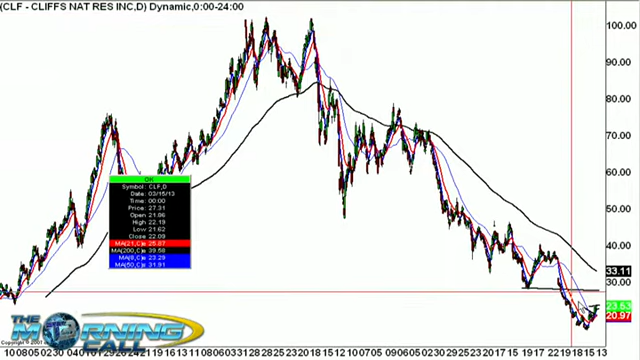 (CLF - CLIFFS NAT RES INC,D) Dynamic,0:00-24:00
100.00
90.00
80.00
70.00
60.00
50.00
40.00
33.11
30.00
23.53
20.97
OK
Symbol: CLF,D
Date: 03/15/13
Time: 00:00
Price: 27.31
Open 21.86
High 22.19
Low 21.62
Close 22.09
MA(21,C)= 25.87
MA(200,C)= 39.58
MA(8,C)= 23.29
MA(50,C)= 31.91
THE
MORNING
CALL